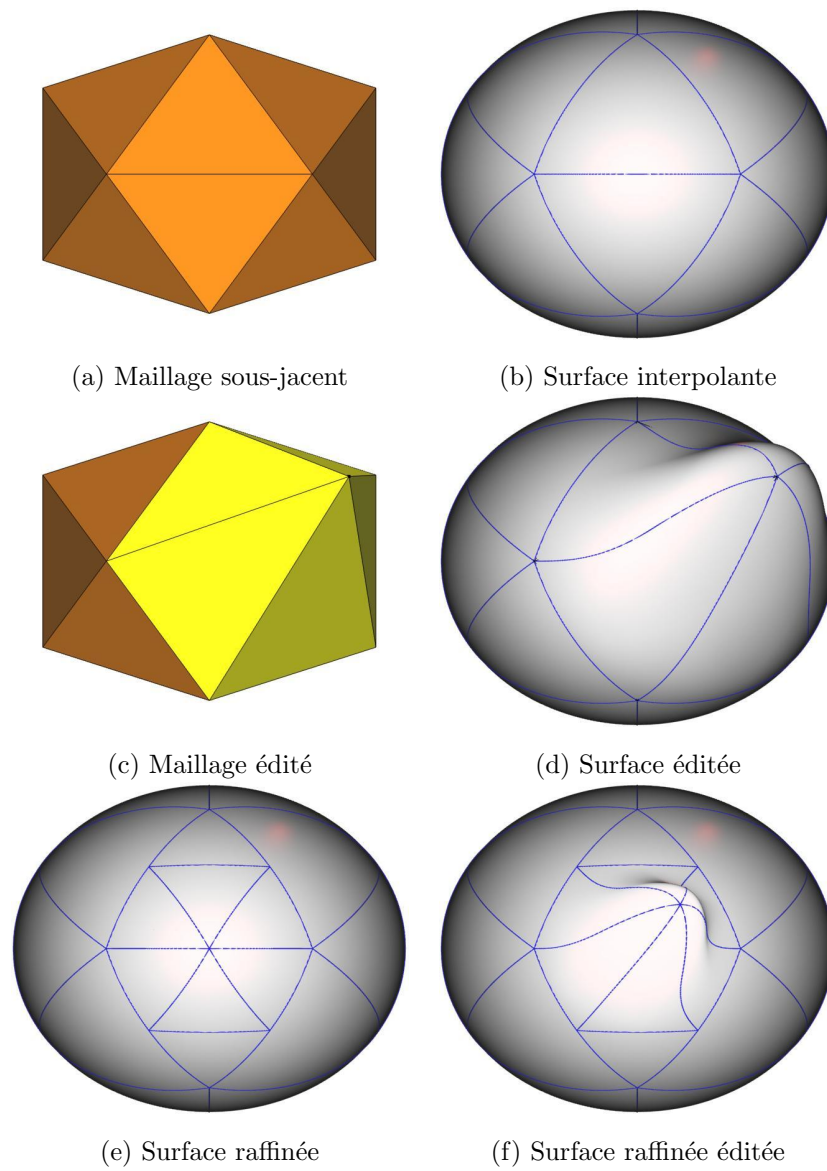 (a) Maillage sous-jacent
(b) Surface interpolante
(c) Maillage édité
(d) Surface éditée
(e) Surface raffinée
(f) Surface raffinée éditée